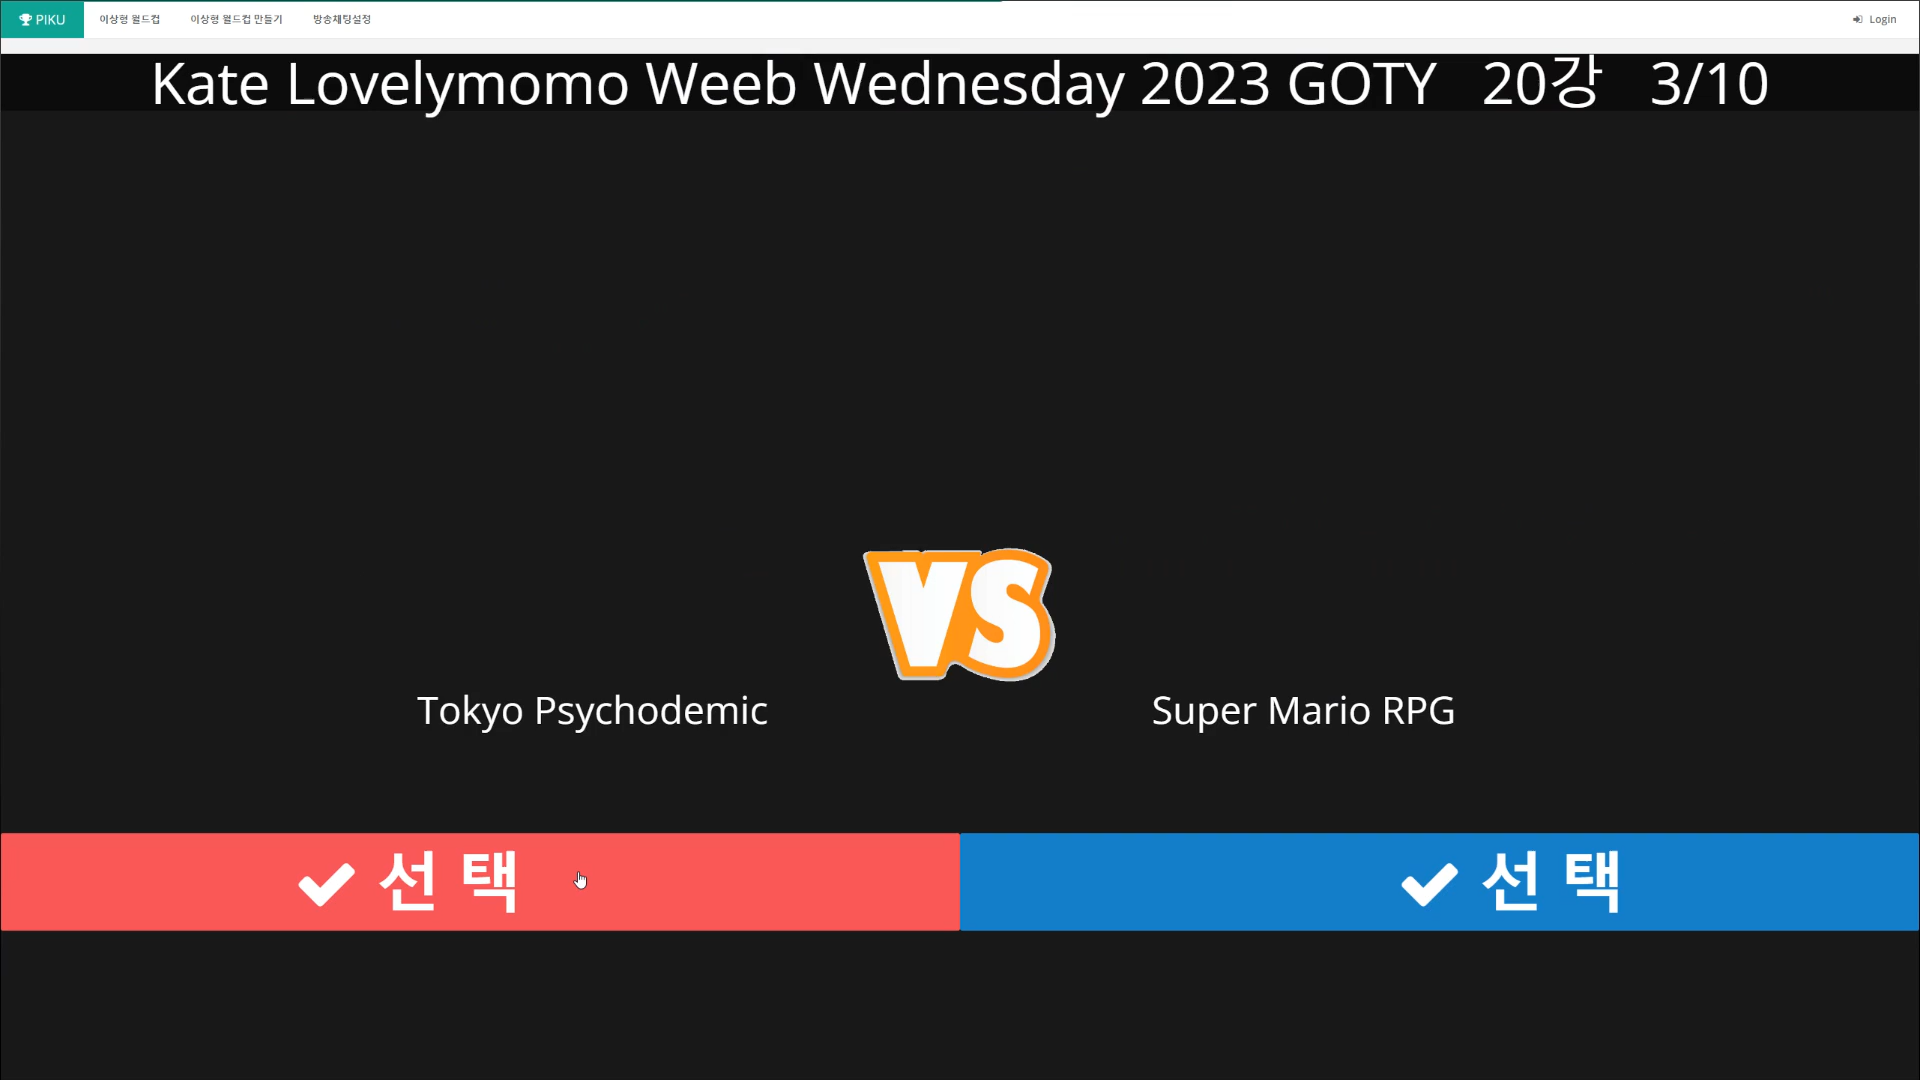 PIKU 이상형 월드컵 이상형 월드컵 만들기 방송채팅설정 Login
Kate Lovelymomo Weeb Wednesday 2023 GOTY 20강 3/10
VS
Tokyo Psychodemic Super Mario RPG
선 택 선 택